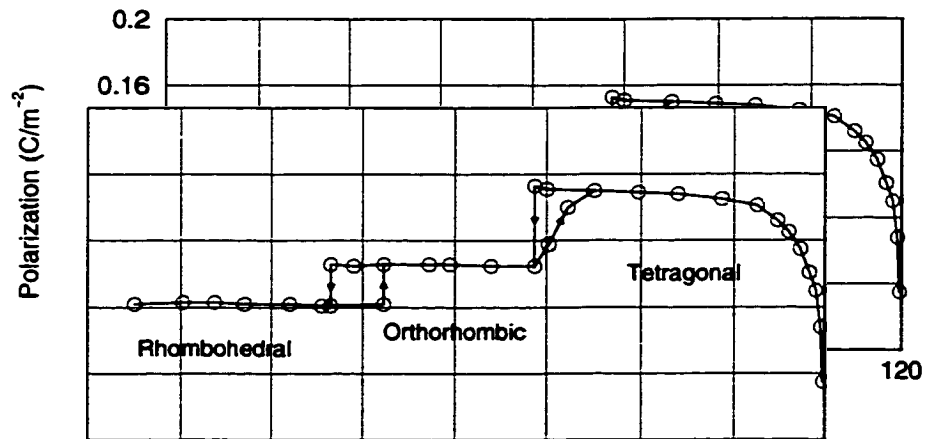 0.2
0.16
Polarization (C/m⁻²)
Tetragonal
Orthorhombic
Rhombohedral
120